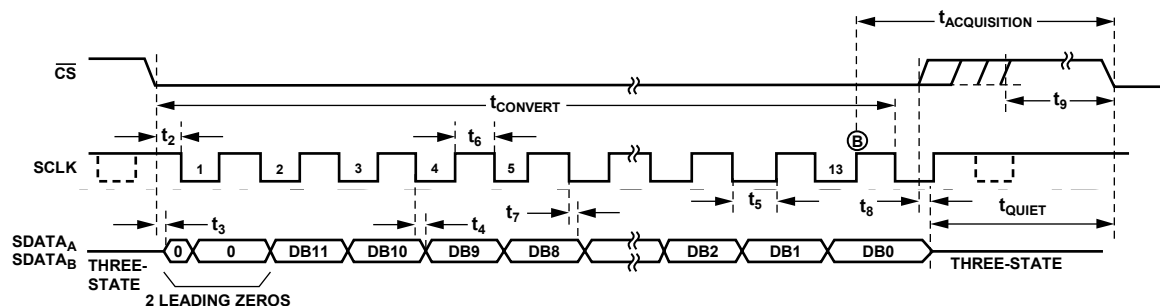 tACQUISITION
CS
tCONVERT
t9
t2
t6
B
SCLK
1
2
3
4
5
13
t5
t8
t7
tQUIET
t3
t4
SDATAA
SDATAB
0
0
DB11
DB10
DB9
DB8
DB2
DB1
DB0
THREE-
STATE
THREE-STATE
2 LEADING ZEROS